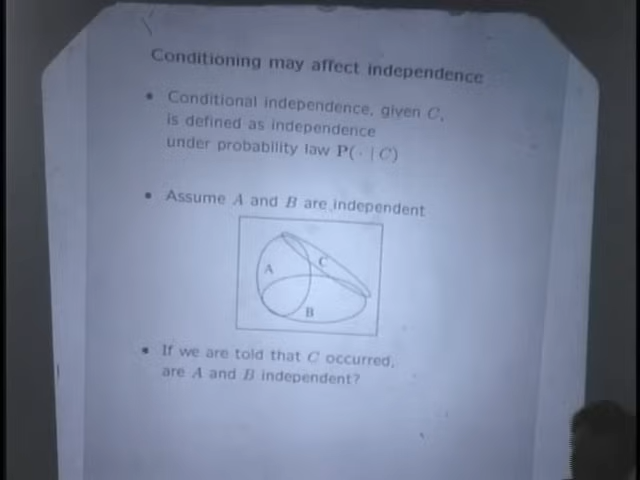 Conditioning may affect independence
• Conditional independence, given C,
is defined as independence
under probability law P(· | C)
• Assume A and B are independent
A
C
B
• If we are told that C occurred,
are A and B independent?